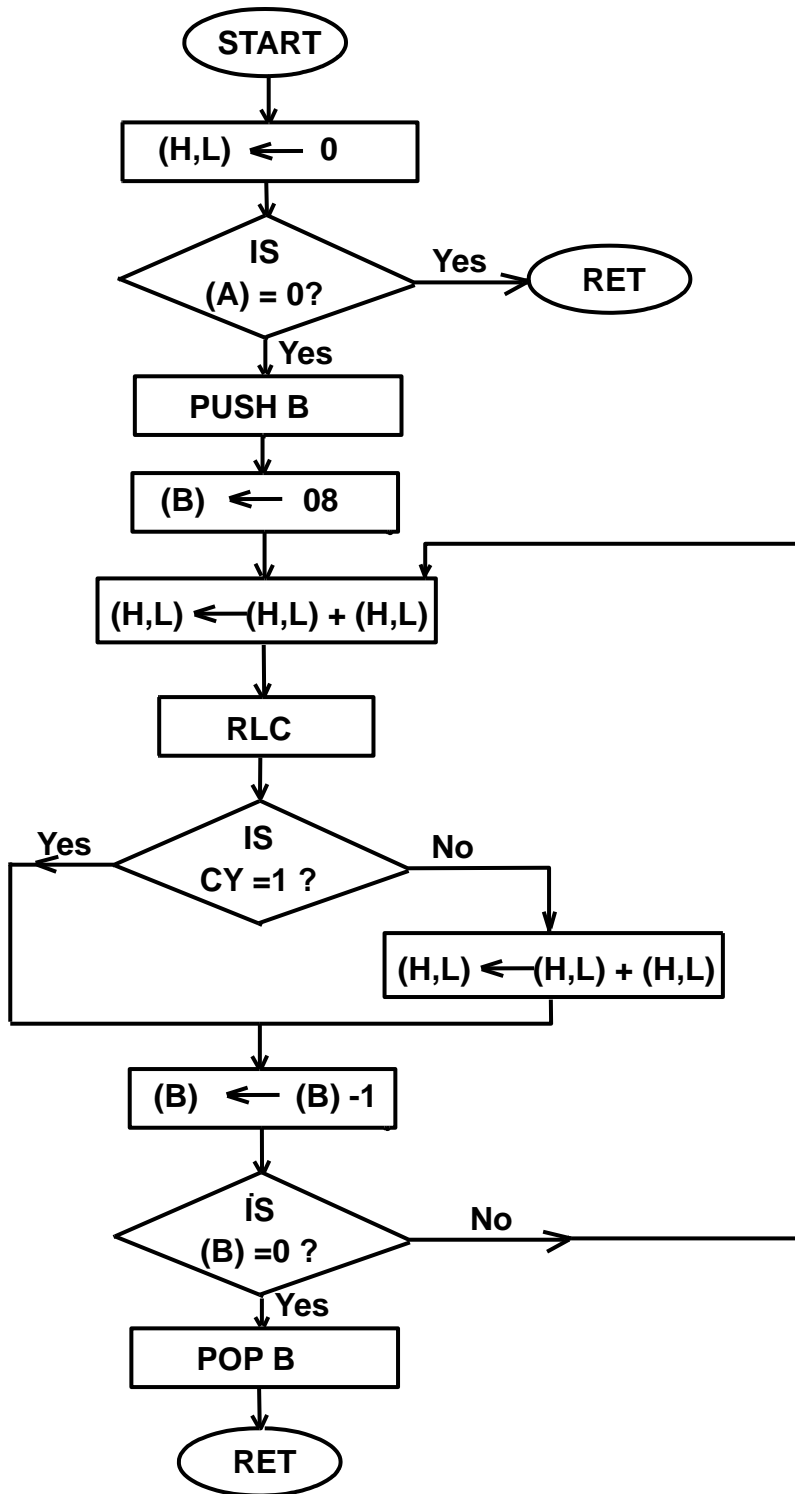 START
(H,L) ← 0
IS
(A) = 0?
Yes
RET
Yes
PUSH B
(B) ← 08
(H,L) ← (H,L) + (H,L)
RLC
IS
CY =1 ?
Yes
No
(H,L) ← (H,L) + (H,L)
(B) ← (B) -1
İS
(B) =0 ?
No
Yes
POP B
RET